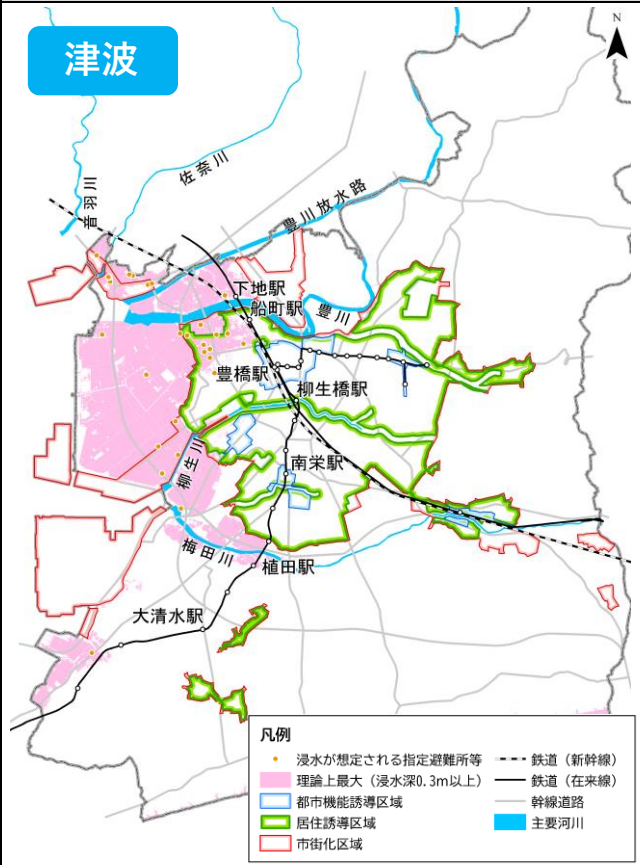 津波
N
音羽川
佐奈川
豊川放水路
下地駅
船町駅
豊川
豊橋駅
柳生橋駅
柳生川
南栄駅
梅田川
植田駅
大清水駅
凡例
浸水が想定される指定避難所等
理論上最大（浸水深0.3m以上）
都市機能誘導区域
居住誘導区域
市街化区域
鉄道（新幹線）
鉄道（在来線）
幹線道路
主要河川